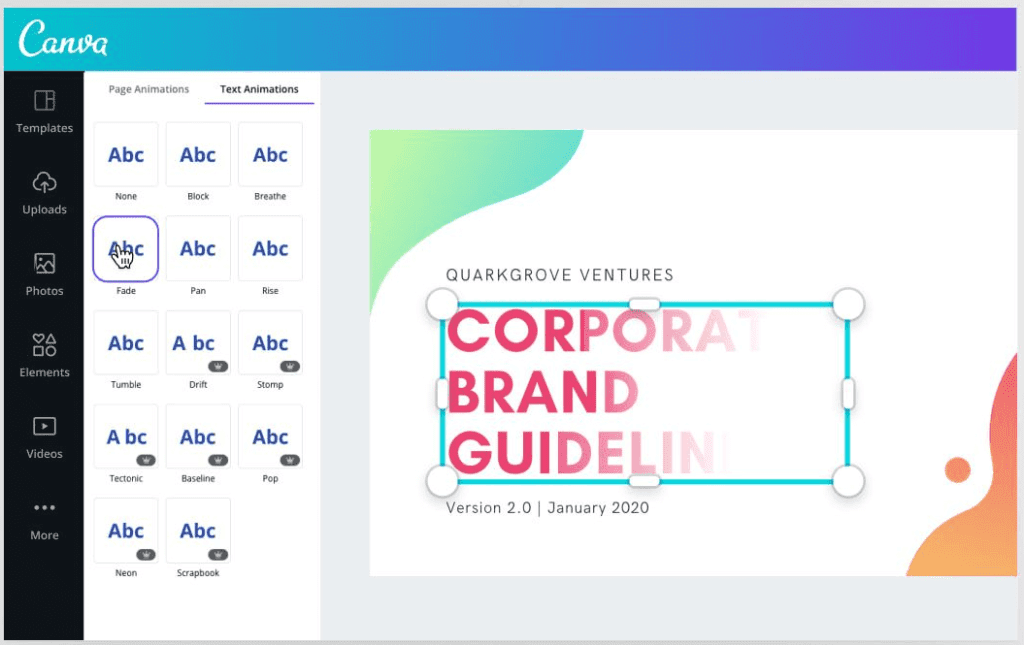 Canva
Page Animations Text Animations
Templates
Uploads
Photos
Elements
Videos
More
Abc Abc Abc
None Block Breathe
Abc Abc Abc
Fade Pan Rise
Abc A bc Abc
Tumble Drift Stomp
A bc Abc Abc
Tectonic Baseline Pop
Abc Abc
Neon Scrapbook
QUARKGROVE VENTURES
CORPORAT
BRAND
GUIDELIN
Version 2.0 | January 2020